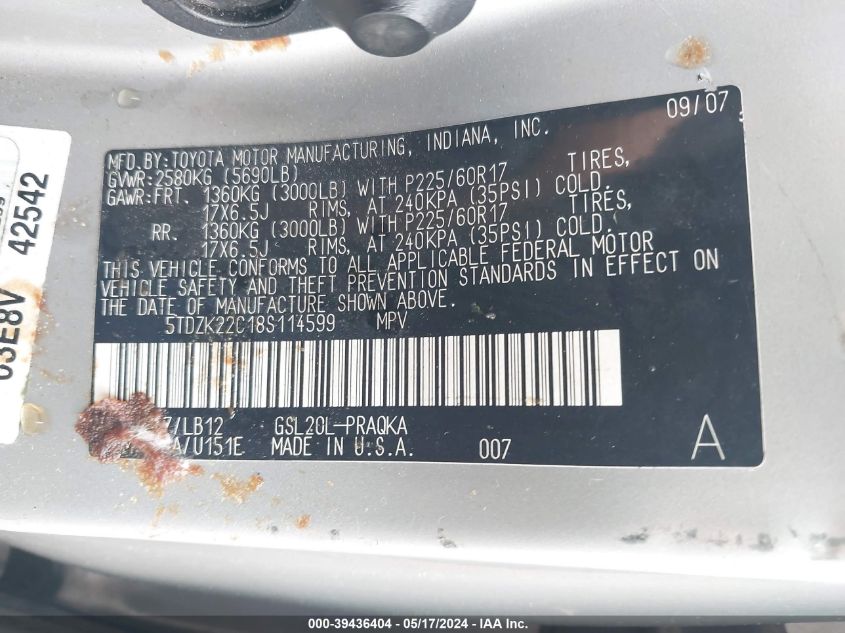 09/07
MFD.BY:TOYOTA MOTOR MANUFACTURING, INDIANA, INC.
GVWR:2580KG (5690LB)
GAWR:FRT. 1360KG (3000LB) WITH P225/60R17 TIRES,
17X6.5J RIMS, AT 240KPA (35PSI) COLD.
RR. 1360KG (3000LB) WITH P225/60R17 TIRES,
17X6.5J RIMS, AT 240KPA (35PSI) COLD.
THIS VEHICLE CONFORMS TO ALL APPLICABLE FEDERAL MOTOR
VEHICLE SAFETY AND THEFT PREVENTION STANDARDS IN EFFECT ON
THE DATE OF MANUFACTURE SHOWN ABOVE.
5TDZK22C18S114599 MPV
7/LB12 GSL20L-PRAQKA
A/U151E MADE IN U.S.A. 007 A
42542
03E8V
000-39436404 - 05/17/2024 - IAA Inc.